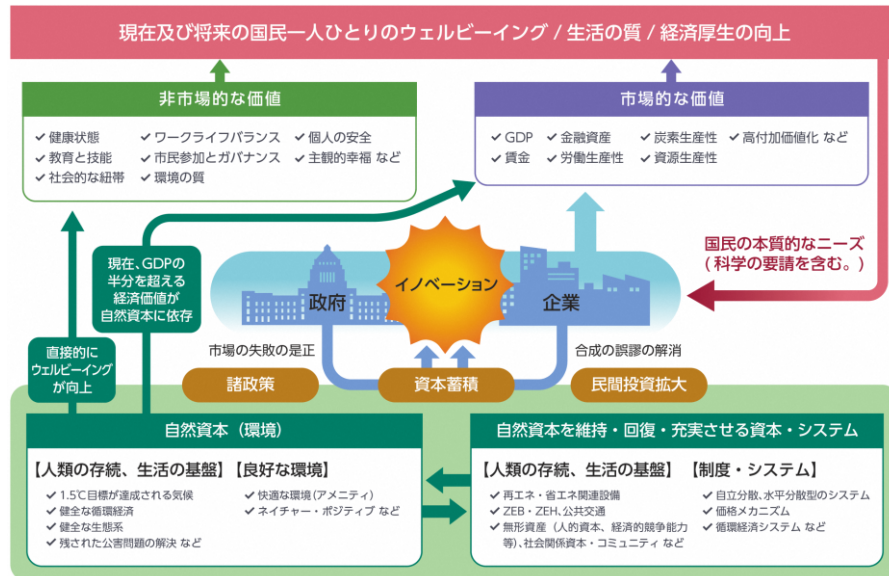 現在及び将来の国民一人ひとりのウェルビーイング / 生活の質 / 経済厚生の向上
非市場的な価値
✓ 健康状態
✓ 教育と技能
✓ 社会的な紐帯
✓ ワークライフバランス
✓ 市民参加とガバナンス
✓ 環境の質
✓ 個人の安全
✓ 主観的幸福 など
市場的な価値
✓ GDP
✓ 賃金
✓ 金融資産
✓ 労働生産性
✓ 炭素生産性
✓ 資源生産性
✓ 高付加価値化 など
国民の本質的なニーズ
( 科学の要請を含む。)
現在、GDPの
半分を超える
経済価値が
自然資本に依存
政府
イノベーション
企業
直接的に
ウェルビーイング
が向上
市場の失敗の是正
合成の誤謬の解消
諸政策
資本蓄積
民間投資拡大
自然資本(環境)
【人類の存続、生活の基盤】
✓ 1.5℃目標が達成される気候
✓ 健全な循環経済
✓ 健全な生態系
✓ 残された公害問題の解決 など
【良好な環境】
✓ 快適な環境(アメニティ)
✓ ネイチャー・ポジティブ など
自然資本を維持・回復・充実させる資本・システム
【人類の存続、生活の基盤】
✓ 再エネ・省エネ関連設備
✓ ZEB・ZEH、公共交通
✓ 無形資産(人的資本、経済的競争能力
等)、社会関係資本・コミュニティ など
【制度・システム】
✓ 自立分散、水平分散型のシステム
✓ 価格メカニズム
✓ 循環経済システム など